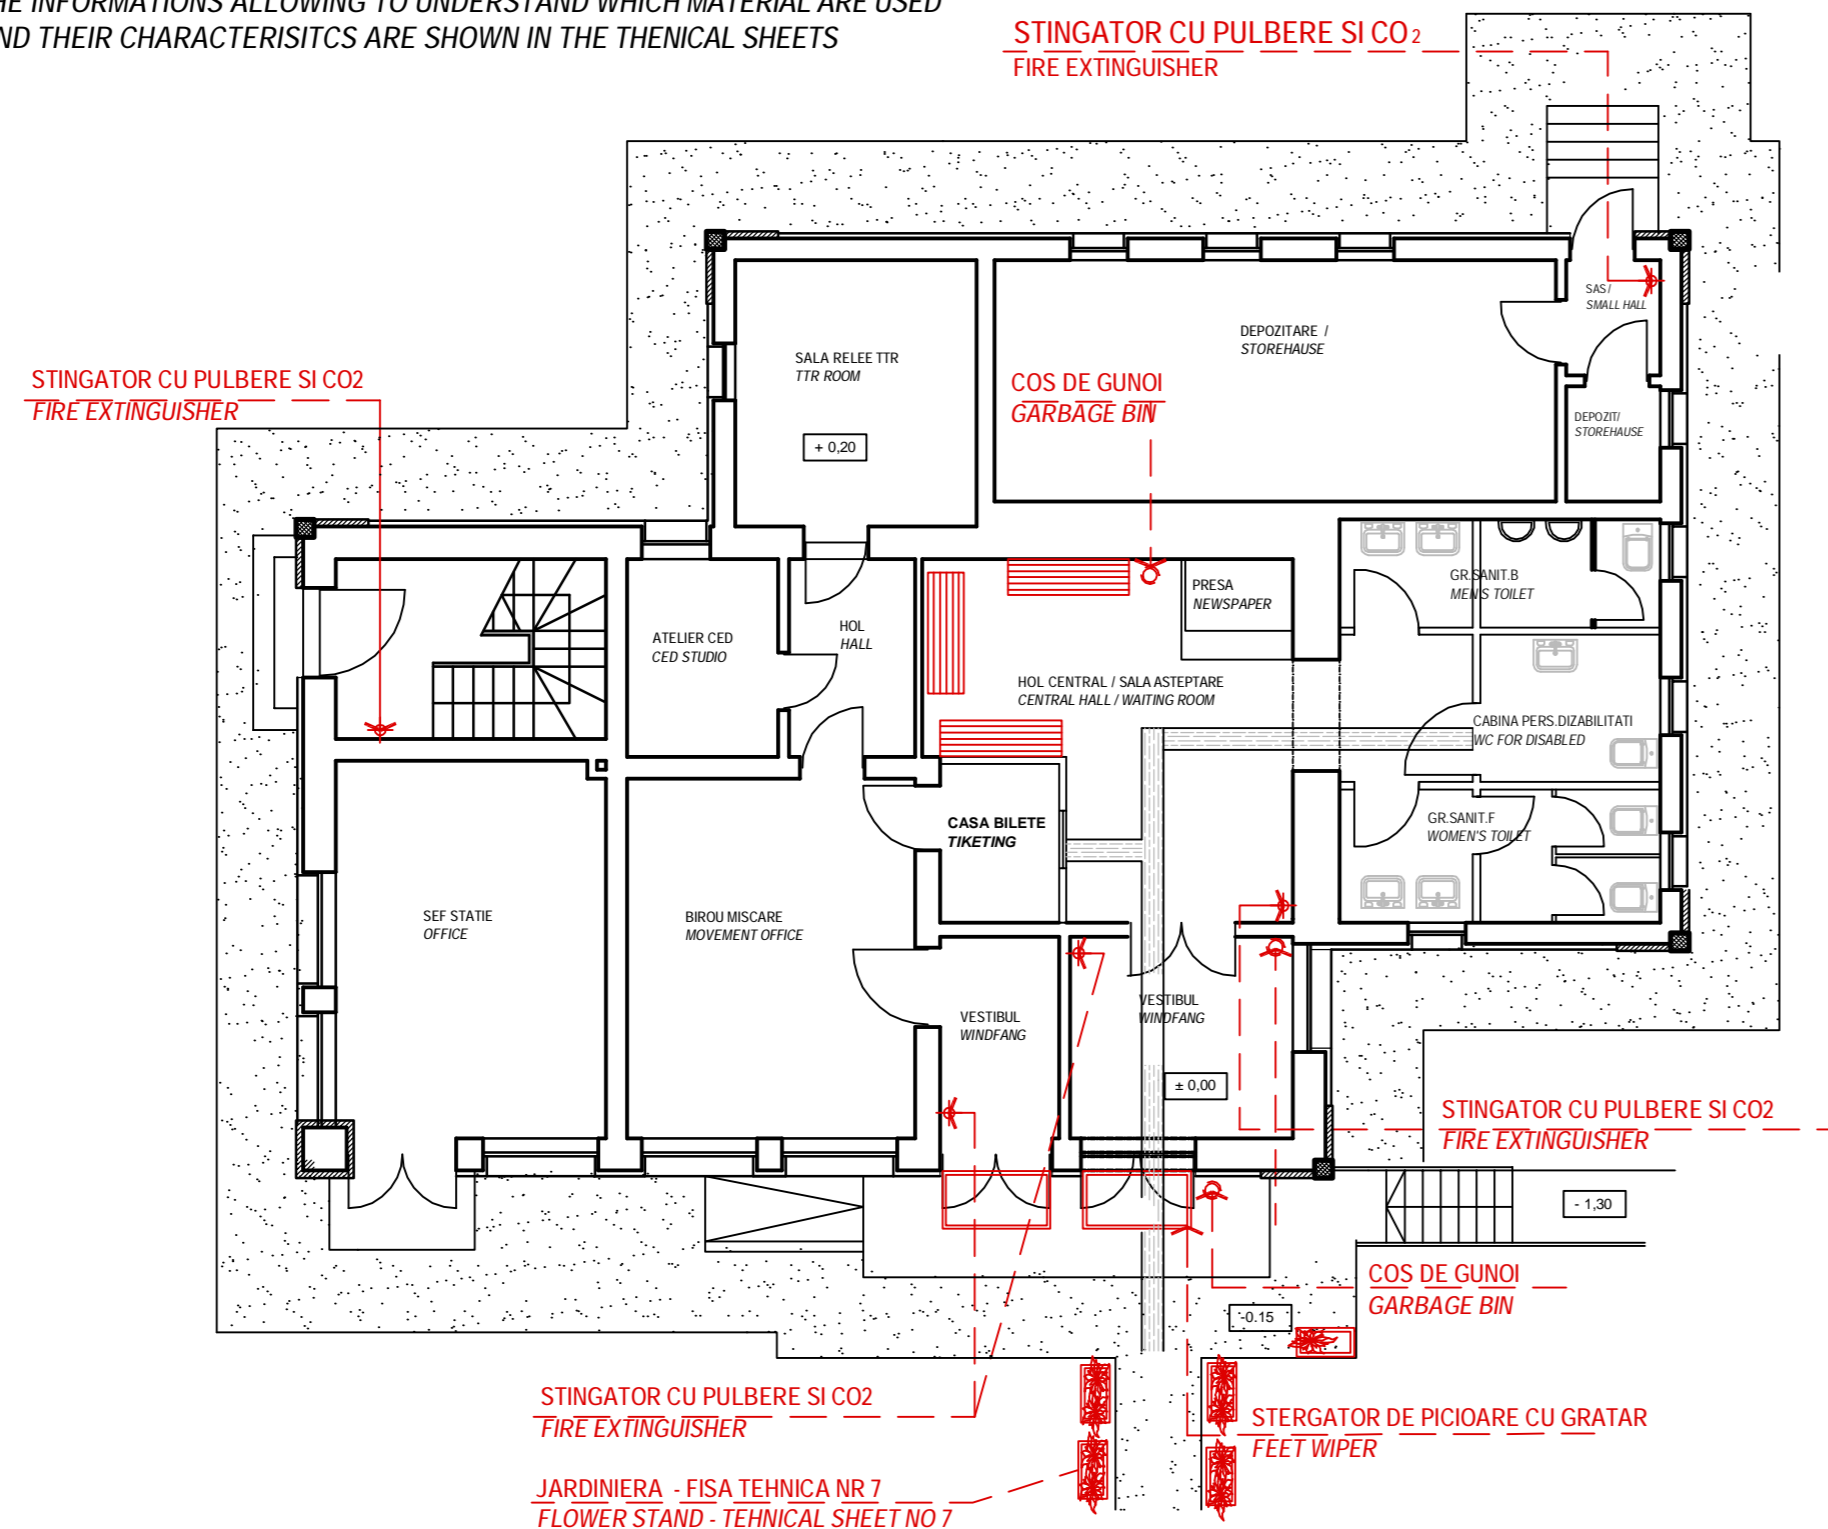 HE INFORMATIONS ALLOWING TO UNDERSTAND WHICH MATERIAL ARE USED
ND THEIR CHARACTERISITCS ARE SHOWN IN THE THENICAL SHEETS
STINGATOR CU PULBERE SI CO2
FIRE EXTINGUISHER
SAS/
SMALL HALL
DEPOZITARE /
STOREHAUSE
SALA RELEE TTR
TTR ROOM
STINGATOR CU PULBERE SI CO2
FIRE EXTINGUISHER
COS DE GUNOI
GARBAGE BIN
DEPOZIT/
STOREHAUSE
+ 0,20
GR.SANIT.B
MEN'S TOILET
PRESA
NEWSPAPER
ATELIER CED
CED STUDIO
HOL
HALL
HOL CENTRAL / SALA ASTEPTARE
CENTRAL HALL / WAITING ROOM
CABINA PERS.DIZABILITATI
WC FOR DISABLED
CASA BILETE
TIKETING
GR.SANIT.F
WOMEN'S TOILET
SEF STATIE
OFFICE
BIROU MISCARE
MOVEMENT OFFICE
VESTIBUL
WINDFANG
VESTIBUL
WINDFANG
± 0,00
STINGATOR CU PULBERE SI CO2
FIRE EXTINGUISHER
- 1,30
COS DE GUNOI
GARBAGE BIN
-0.15
STINGATOR CU PULBERE SI CO2
FIRE EXTINGUISHER
STERGATOR DE PICIOARE CU GRATAR
FEET WIPER
JARDINIERA - FISA TEHNICA NR 7
FLOWER STAND - TEHNICAL SHEET NO 7